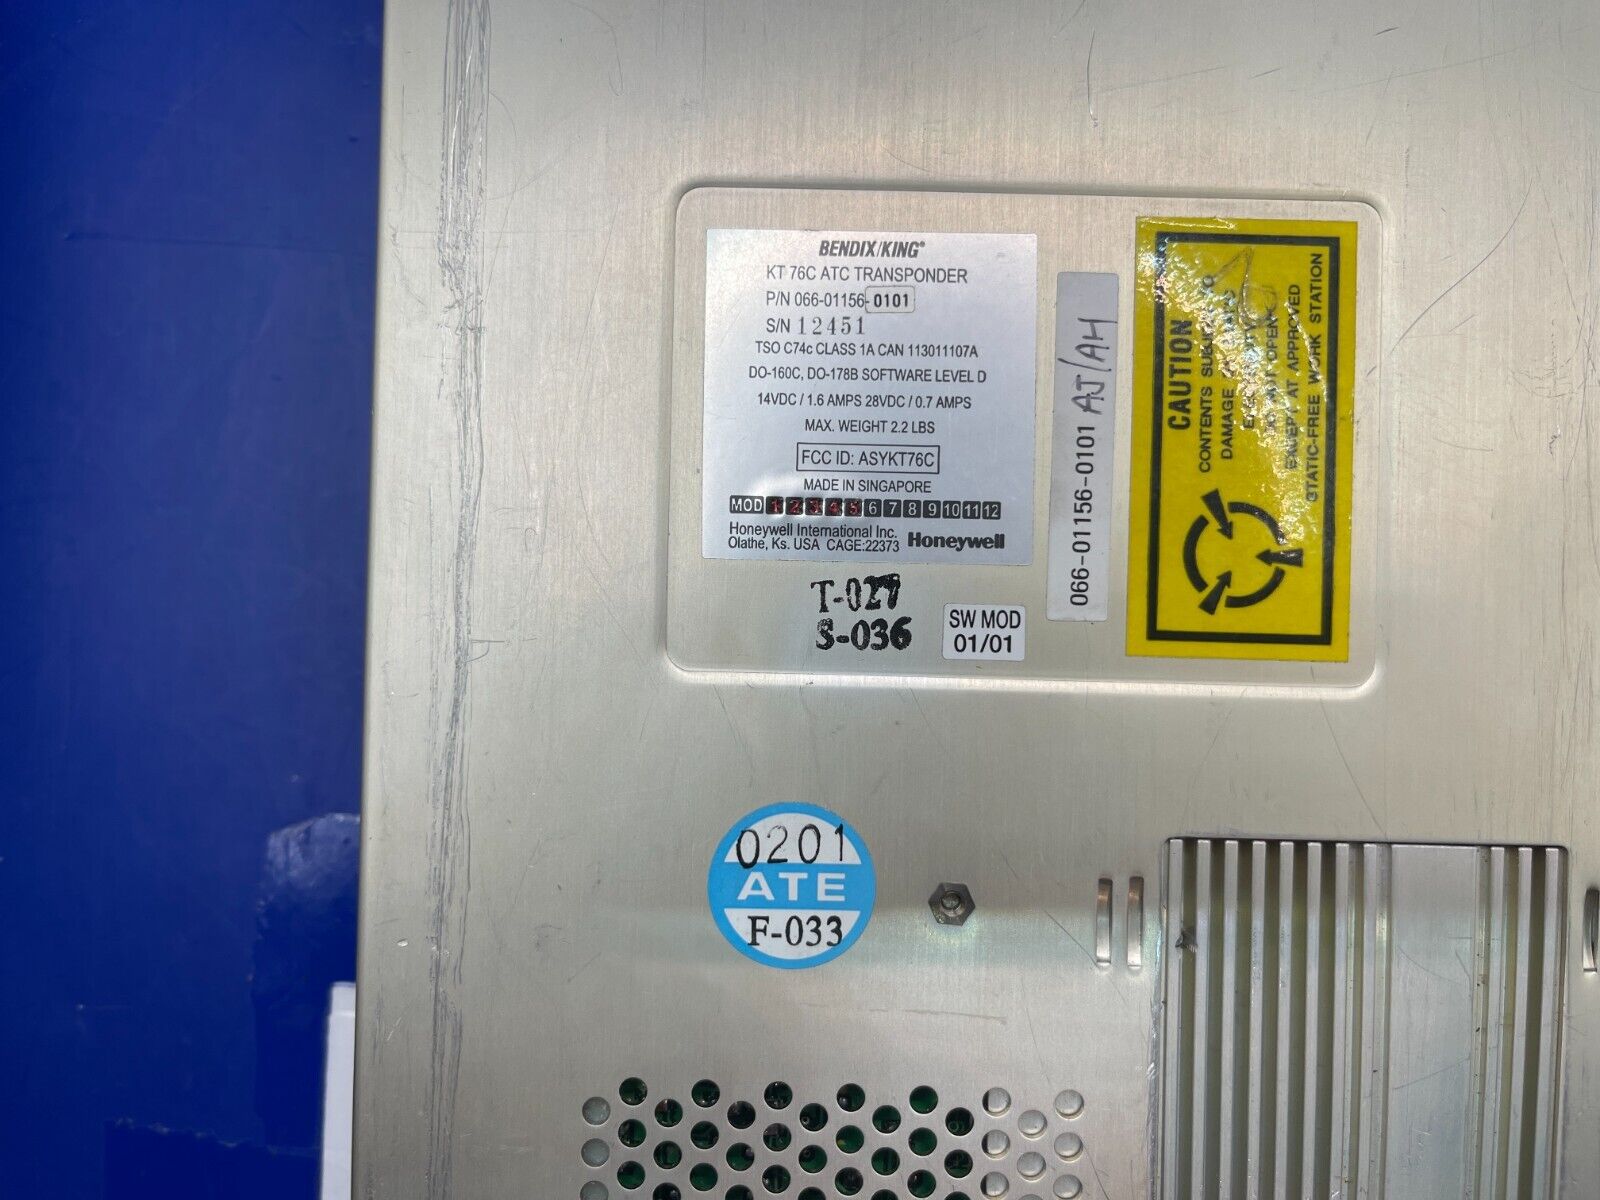 BENDIX/KING®
KT 76C ATC TRANSPONDER
P/N 066-01156-0101
S/N 12451
TSO C74c CLASS 1A CAN 113011107A
DO-160C, DO-178B SOFTWARE LEVEL D
14VDC / 1.6 AMPS 28VDC / 0.7 AMPS
MAX. WEIGHT 2.2 LBS
FCC ID: ASYKT76C
MADE IN SINGAPORE
MOD 1 2 3 4 5 6 7 8 9 10 11 12
Honeywell International Inc.
Olathe, Ks. USA CAGE:22373 Honeywell
T-027
S-036
SW MOD
01/01
066-01156-0101 AJ/AH
CAUTION
CONTENTS
DAMAGE
EXCEPT AT APPROVED
STATIC-FREE WORK STATION
0201
ATE
F-033